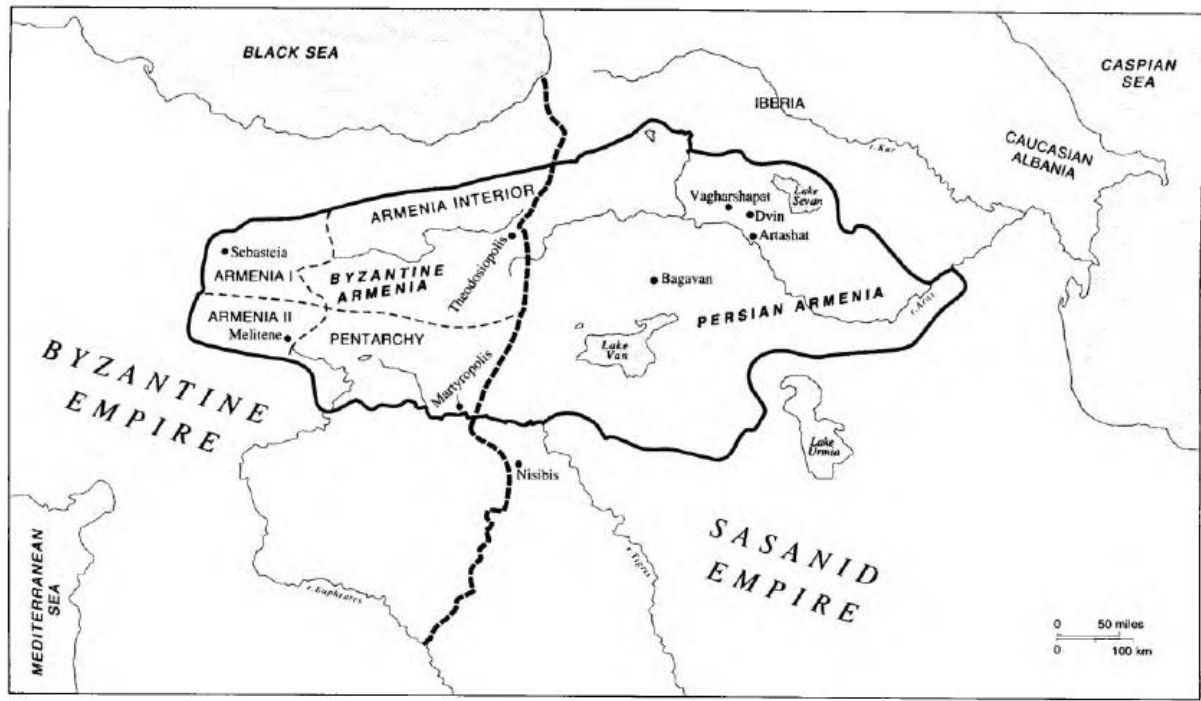 BLACK SEA
CASPIAN
SEA
IBERIA
r. Kur
CAUCASIAN
ALBANIA
ARMENIA INTERIOR
Vagharshapat
Lake
Sevan
Dvin
Artashat
Sebasteia
ARMENIA I
BYZANTINE
ARMENIA
Theodosiopolis
Bagavan
PERSIAN ARMENIA
r. Arax
ARMENIA II
Melitene
PENTARCHY
Lake
Van
Martyropolis
BYZANTINE
EMPIRE
Lake
Urmia
Nisibis
SASANID
EMPIRE
r. Tigris
r. Euphrates
MEDITERRANEAN
SEA
0 50 miles
0 100 km